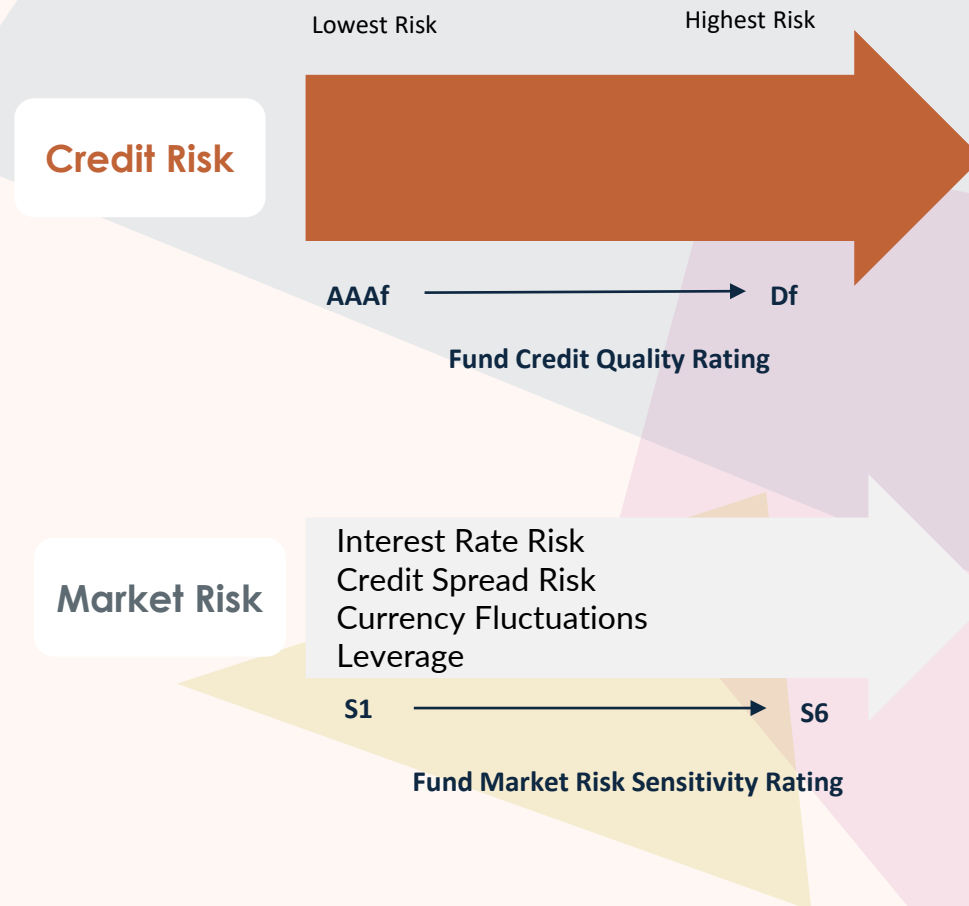 Lowest Risk
Highest Risk
Credit Risk
AAAf
Df
Fund Credit Quality Rating
Market Risk
Interest Rate Risk
Credit Spread Risk
Currency Fluctuations
Leverage
S1
S6
Fund Market Risk Sensitivity Rating